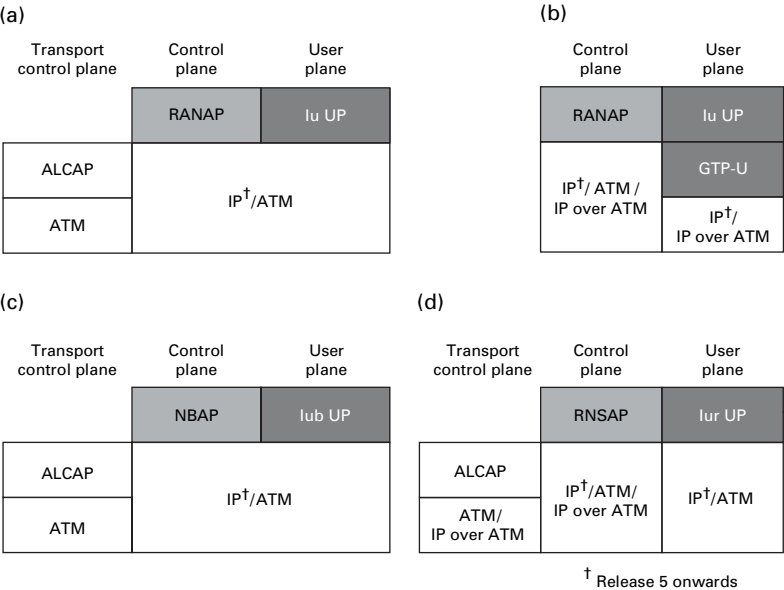 (a)
Transport
control plane
Control
plane
User
plane
RANAP
Iu UP
ALCAP
ATM
IP†/ATM
(b)
Control
plane
User
plane
RANAP
Iu UP
GTP-U
IP†/ ATM /
IP over ATM
IP†/
IP over ATM
(c)
Transport
control plane
Control
plane
User
plane
NBAP
Iub UP
ALCAP
ATM
IP†/ATM
(d)
Transport
control plane
Control
plane
User
plane
RNSAP
Iur UP
ALCAP
ATM/
IP over ATM
IP†/ATM/
IP over ATM
IP†/ATM
† Release 5 onwards